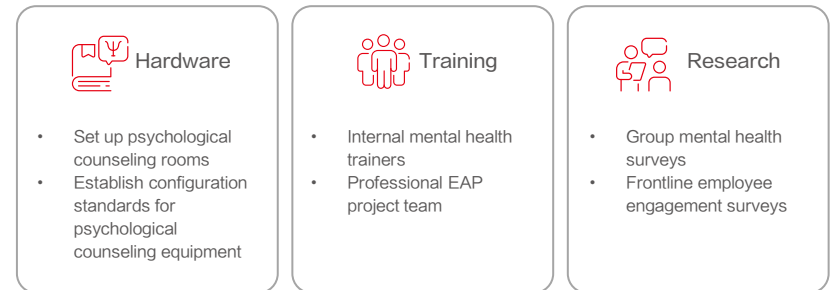 Hardware
• Set up psychological
counseling rooms
• Establish configuration
standards for
psychological
counseling equipment
Training
• Internal mental health
trainers
• Professional EAP
project team
Research
• Group mental health
surveys
• Frontline employee
engagement surveys